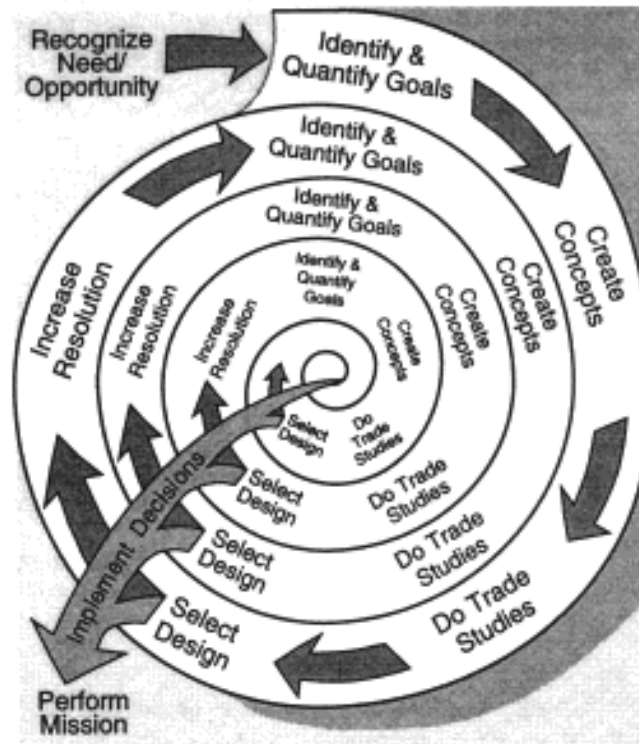 Recognize
Need/
Opportunity
Identify &
Quantify Goals
Create
Concepts
Do Trade
Studies
Select
Design
Increase
Resolution
Identify &
Quantify Goals
Create
Concepts
Do Trade
Studies
Select
Design
Increase
Resolution
Identify &
Quantify Goals
Create
Concepts
Do Trade
Studies
Select
Design
Increase
Resolution
Identify &
Quantify
Goals
Create
Concepts
Do
Trade
Studies
Select
Design
Implement Decisions
Perform
Mission